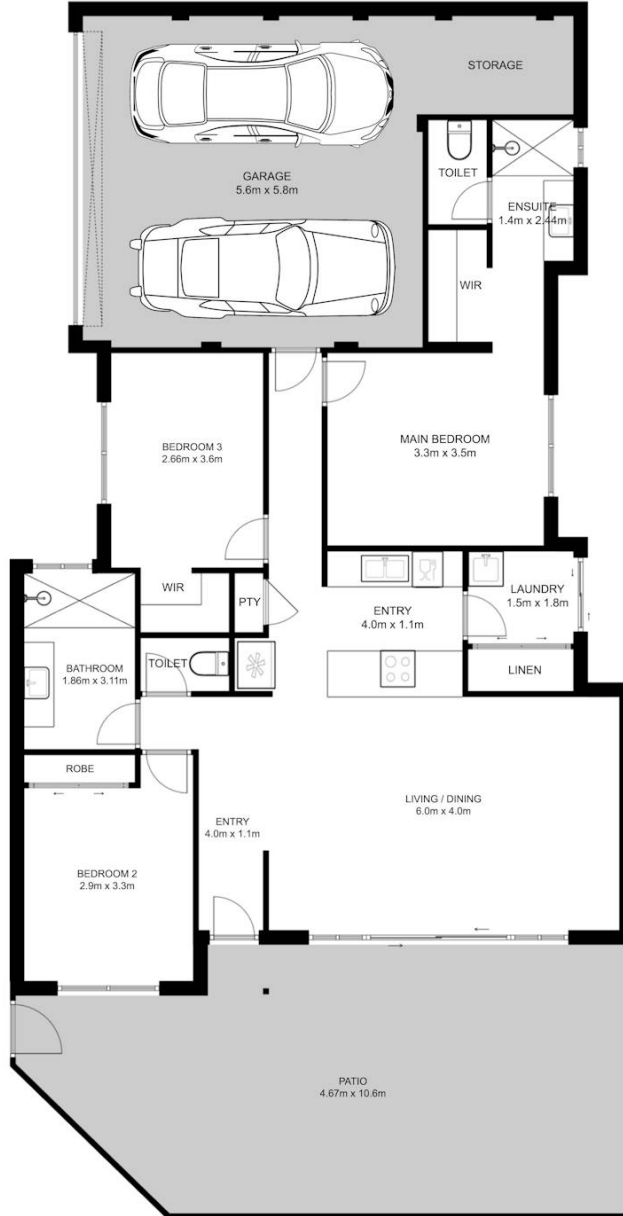 STORAGE
GARAGE
5.6m x 5.8m
TOILET
ENSUITE
1.4m x 2.44m
WIR
MAIN BEDROOM
3.3m x 3.5m
BEDROOM 3
2.66m x 3.6m
WIR
PTY
ENTRY
4.0m x 1.1m
LAUNDRY
1.5m x 1.8m
LINEN
TOILET
BATHROOM
1.86m x 3.11m
ROBE
BEDROOM 2
2.9m x 3.3m
ENTRY
4.0m x 1.1m
LIVING / DINING
6.0m x 4.0m
PATIO
4.67m x 10.6m